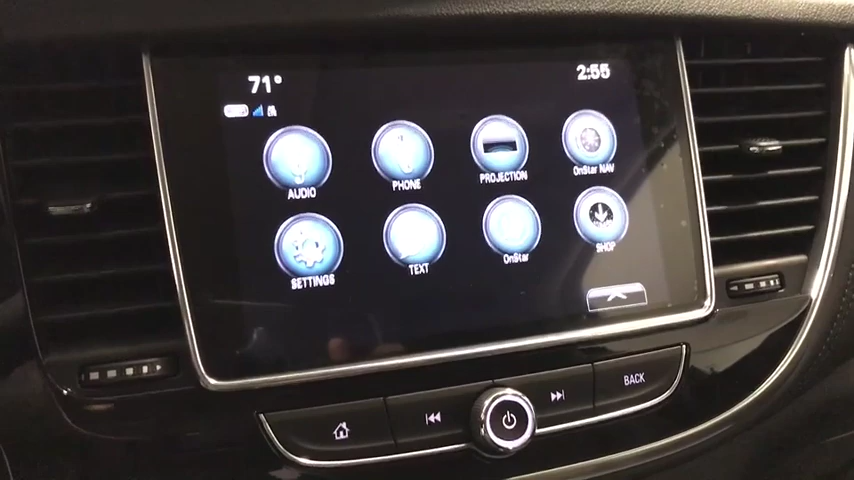 71°
2:55
AUDIO
PHONE
PROJECTION
OnStar NAV
SETTINGS
TEXT
OnStar
SHOP
BACK